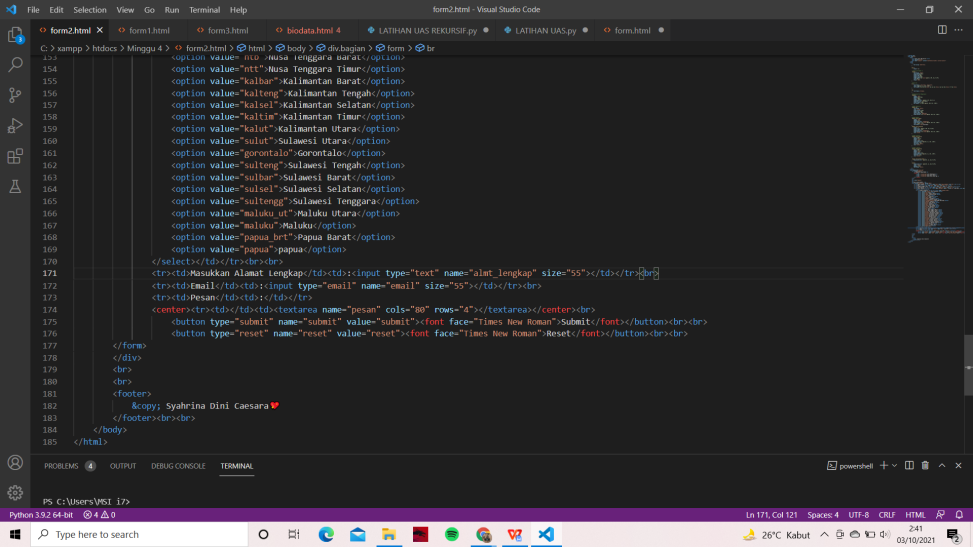 File Edit Selection View Go Run Terminal Help
form2.html - Visual Studio Code
form2.html form1.html form3.html biodata.html 4 LATIHAN UAS REKURSIF.py LATIHAN UAS.py form.html
C: > xampp > htdocs > Minggu 4 > form2.html > html > body > div.bagian > form > br
3
153 <option value="ntb">Nusa Tenggara Barat</option>
154 <option value="ntt">Nusa Tenggara Timur</option>
155 <option value="kalbar">Kalimantan Barat</option>
156 <option value="kalteng">Kalimantan Tengah</option>
157 <option value="kalsel">Kalimantan Selatan</option>
158 <option value="kaltim">Kalimantan Timur</option>
159 <option value="kalut">Kalimantan Utara</option>
160 <option value="sulut">Sulawesi Utara</option>
161 <option value="gorontalo">Gorontalo</option>
162 <option value="sulteng">Sulawesi Tengah</option>
163 <option value="sulbar">Sulawesi Barat</option>
164 <option value="sulsel">Sulawesi Selatan</option>
165 <option value="sultengg">Sulawesi Tenggara</option>
166 <option value="maluku_ut">Maluku Utara</option>
167 <option value="maluku">Maluku</option>
168 <option value="papua_brt">Papua Barat</option>
169 <option value="papua">papua</option>
170 </select></td></tr><br><br>
171 <tr><td>Masukkan Alamat Lengkap</td><td>:<input type="text" name="almt_lengkap" size="55"></td></tr><br>
172 <tr><td>Email</td><td>:<input type="email" name="email" size="55"></td></tr><br>
173 <tr><td>Pesan</td><td>:</td></tr>
174 <center><tr><td></td><td><textarea name="pesan" cols="80" rows="4"></textarea></center><br>
175 <button type="submit" name="submit" value="submit"><font face="Times New Roman">Submit</font></button><br><br>
176 <button type="reset" name="reset" value="reset"><font face="Times New Roman">Reset</font></button><br><br>
177 </form>
178 </div>
179 <br>
180 <br>
181 <footer>
182 &copy; Syahrina Dini Caesara💖
183 </footer><br><br>
184 </body>
185 </html>
PROBLEMS 4 OUTPUT DEBUG CONSOLE TERMINAL
powershell
PS C:\Users\MSI i7>
Python 3.9.2 64-bit 4 0 Ln 171, Col 121 Spaces: 4 UTF-8 CRLF HTML
Type here to search
26°C Kabut
2:41
03/10/2021
2